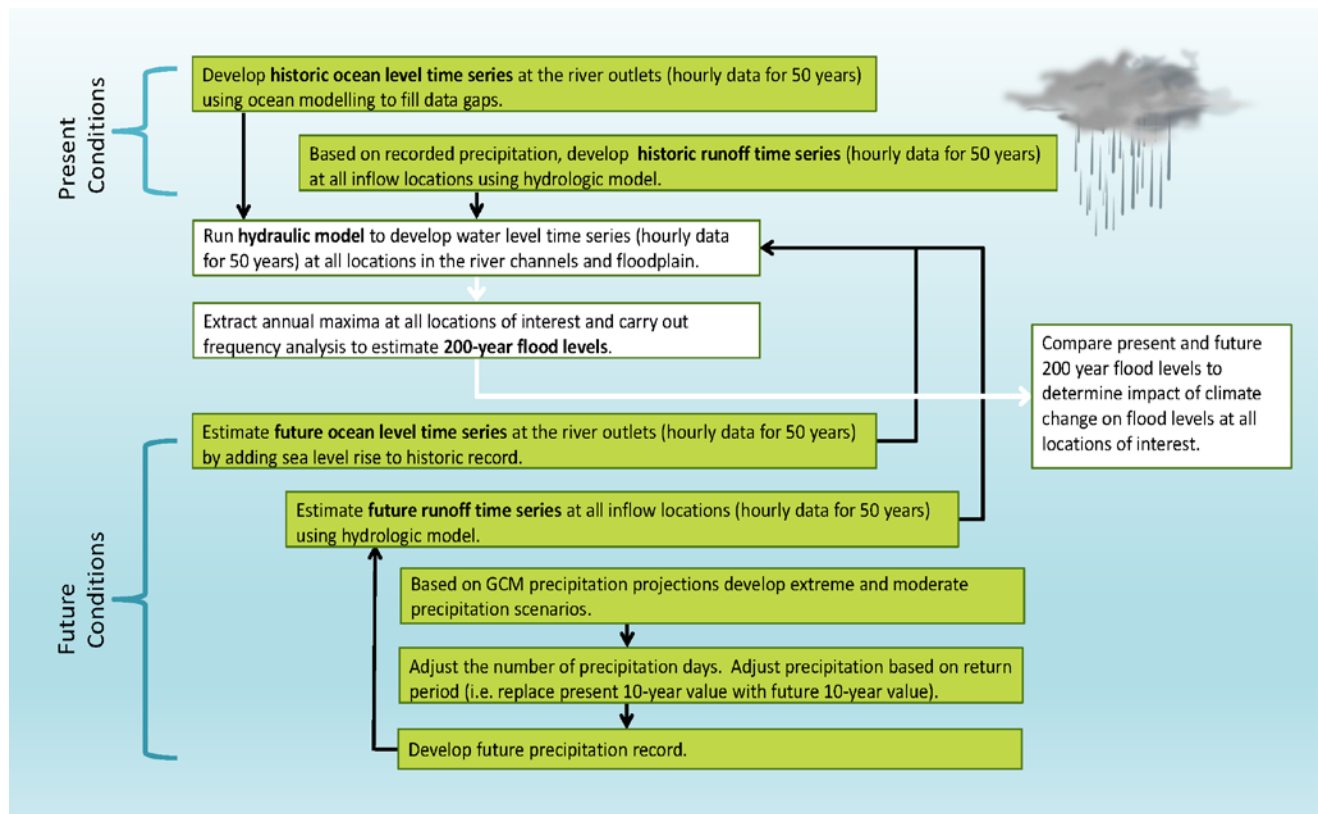 Present
Conditions
Develop historic ocean level time series at the river outlets (hourly data for 50 years)
using ocean modelling to fill data gaps.
Based on recorded precipitation, develop historic runoff time series (hourly data for 50 years)
at all inflow locations using hydrologic model.
Run hydraulic model to develop water level time series (hourly data
for 50 years) at all locations in the river channels and floodplain.
Extract annual maxima at all locations of interest and carry out
frequency analysis to estimate 200-year flood levels.
Compare present and future
200 year flood levels to
determine impact of climate
change on flood levels at all
locations of interest.
Future
Conditions
Estimate future ocean level time series at the river outlets (hourly data for 50 years)
by adding sea level rise to historic record.
Estimate future runoff time series at all inflow locations (hourly data for 50 years)
using hydrologic model.
Based on GCM precipitation projections develop extreme and moderate
precipitation scenarios.
Adjust the number of precipitation days. Adjust precipitation based on return
period (i.e. replace present 10-year value with future 10-year value).
Develop future precipitation record.